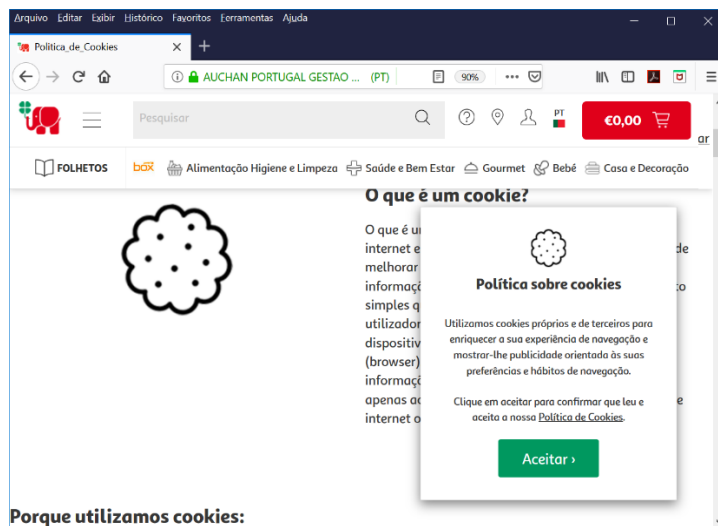 Arquivo Editar Exibir Histórico Favoritos Ferramentas Ajuda
Politica_de_Cookies
AUCHAN PORTUGAL GESTAO ... (PT) 90%
Pesquisar PT €0,00
ar
FOLHETOS box Alimentação Higiene e Limpeza Saúde e Bem Estar Gourmet Bebé Casa e Decoração
O que é um cookie?
O que é u
internet e de
melhorar
informaçõ o
simples q
utilizador
dispositiv
(browser)
informaçõ
apenas ao e
internet o
Política sobre cookies
Utilizamos cookies próprios e de terceiros para
enriquecer a sua experiência de navegação e
mostrar-lhe publicidade orientada às suas
preferências e hábitos de navegação.
Clique em aceitar para confirmar que leu e
aceita a nossa Política de Cookies.
Aceitar ›
Porque utilizamos cookies: